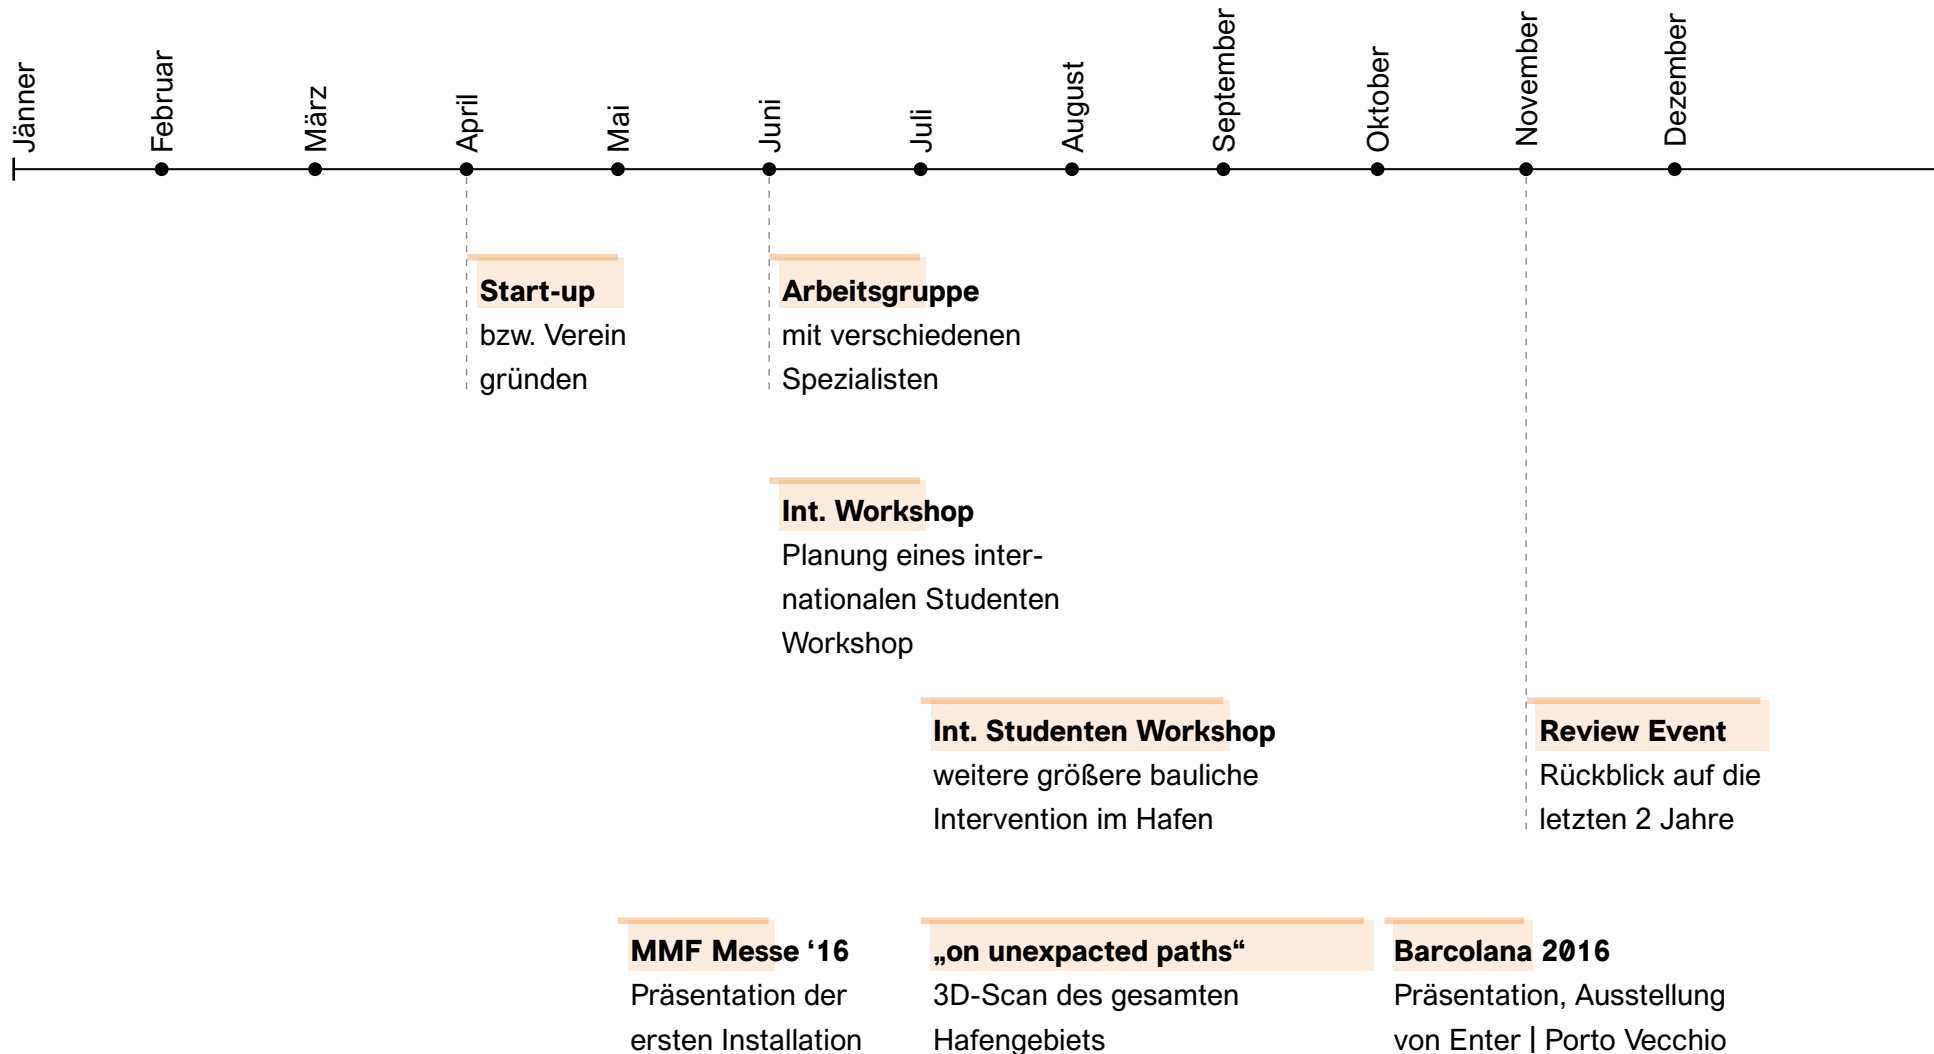 Jänner
Februar
März
April
Mai
Juni
Juli
August
September
Oktober
November
Dezember
Start-up
bzw. Verein
gründen
Arbeitsgruppe
mit verschiedenen
Spezialisten
Int. Workshop
Planung eines inter-
nationalen Studenten
Workshop
Int. Studenten Workshop
weitere größere bauliche
Intervention im Hafen
Review Event
Rückblick auf die
letzten 2 Jahre
MMF Messe ‘16
Präsentation der
ersten Installation
„on unexpacted paths“
3D-Scan des gesamten
Hafengebiets
Barcolana 2016
Präsentation, Ausstellung
von Enter | Porto Vecchio